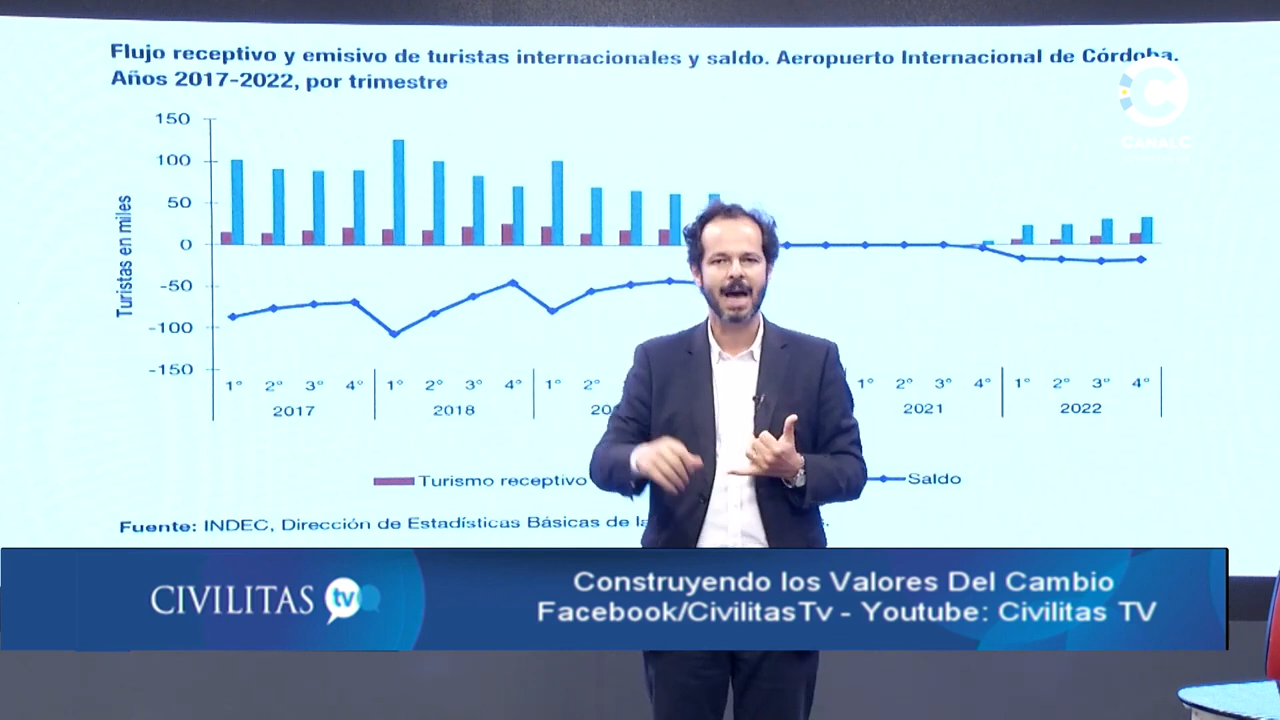 Flujo receptivo y emisivo de turistas internacionales y saldo. Aeropuerto Internacional de Córdoba.
Años 2017-2022, por trimestre
CANAL C
Turistas en miles
150
100
50
0
-50
-100
-150
1° 2° 3° 4° 1° 2° 3° 4° 1° 2° 1° 2° 3° 4° 1° 2° 3° 4°
2017 2018 2021 2022
Turismo receptivo Saldo
Fuente: INDEC, Dirección de Estadísticas Básicas de
CIVILITAS tv
Construyendo los Valores Del Cambio
Facebook/CivilitasTv - Youtube: Civilitas TV